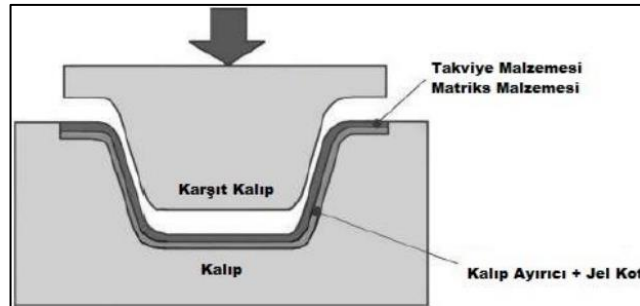 Takviye Malzemesi
Matriks Malzemesi
Karşıt Kalıp
Kalıp
Kalıp Ayırıcı + Jel Kot